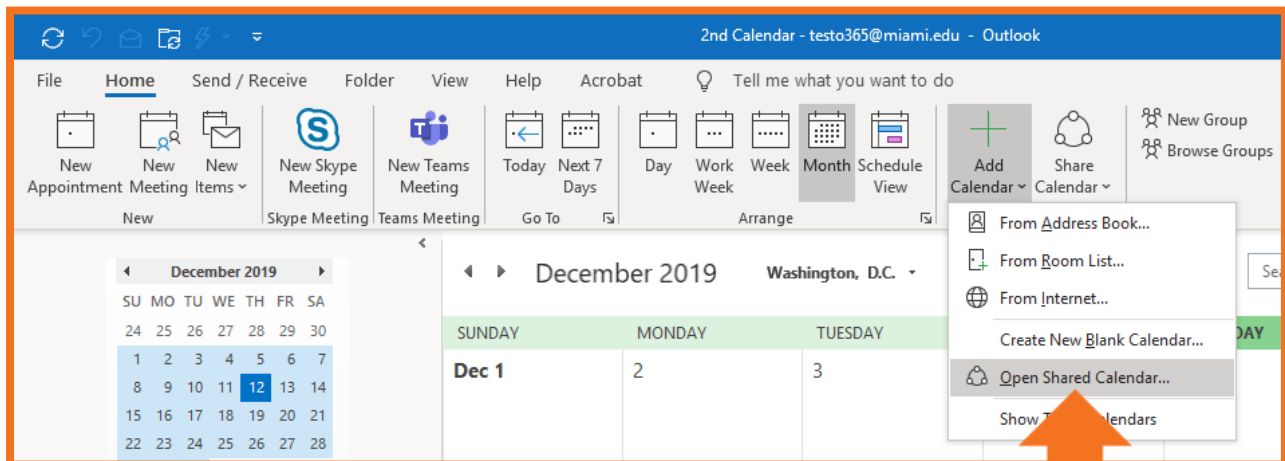 2nd Calendar - testo365@miami.edu - Outlook
File Home Send / Receive Folder View Help Acrobat Tell me what you want to do
New Appointment
New Meeting
New Items
New Skype Meeting
New Teams Meeting
Today
Next 7 Days
Day
Work Week
Week
Month
Schedule View
Add Calendar
Share Calendar
New Group
Browse Groups
New
Skype Meeting
Teams Meeting
Go To
Arrange
From Address Book...
From Room List...
From Internet...
Create New Blank Calendar...
Open Shared Calendar...
Show
December 2019
SU MO TU WE TH FR SA
24 25 26 27 28 29 30
1 2 3 4 5 6 7
8 9 10 11 12 13 14
15 16 17 18 19 20 21
22 23 24 25 26 27 28
December 2019 Washington, D.C.
SUNDAY MONDAY TUESDAY
Dec 1 2 3